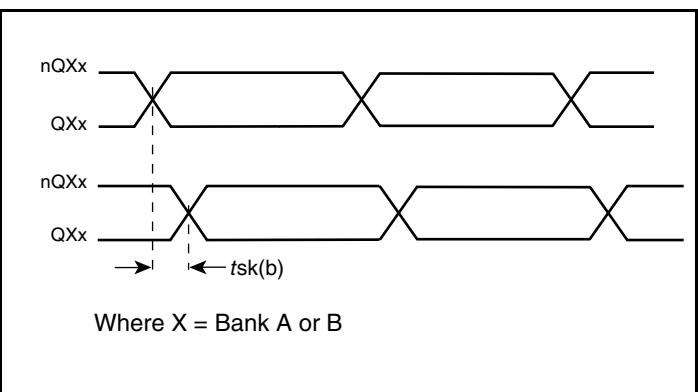 nQXx
QXx
nQXx
QXx
tsk(b)
Where X = Bank A or B